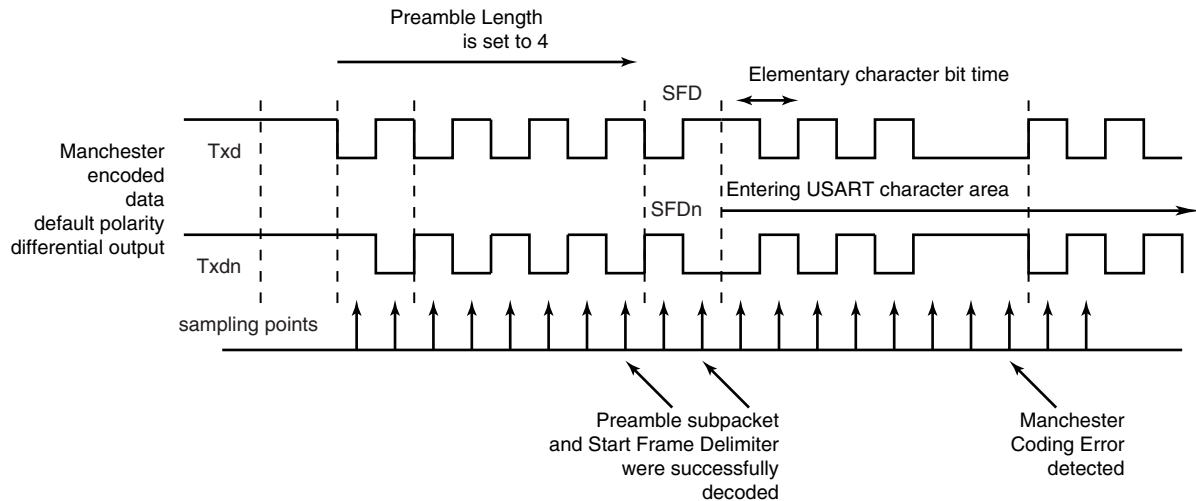 Preamble Length
is set to 4
Elementary character bit time
SFD
Txd
Manchester
encoded
data
default polarity
differential output
Entering USART character area
SFDn
Txdn
sampling points
Preamble subpacket
and Start Frame Delimiter
were successfully
decoded
Manchester
Coding Error
detected